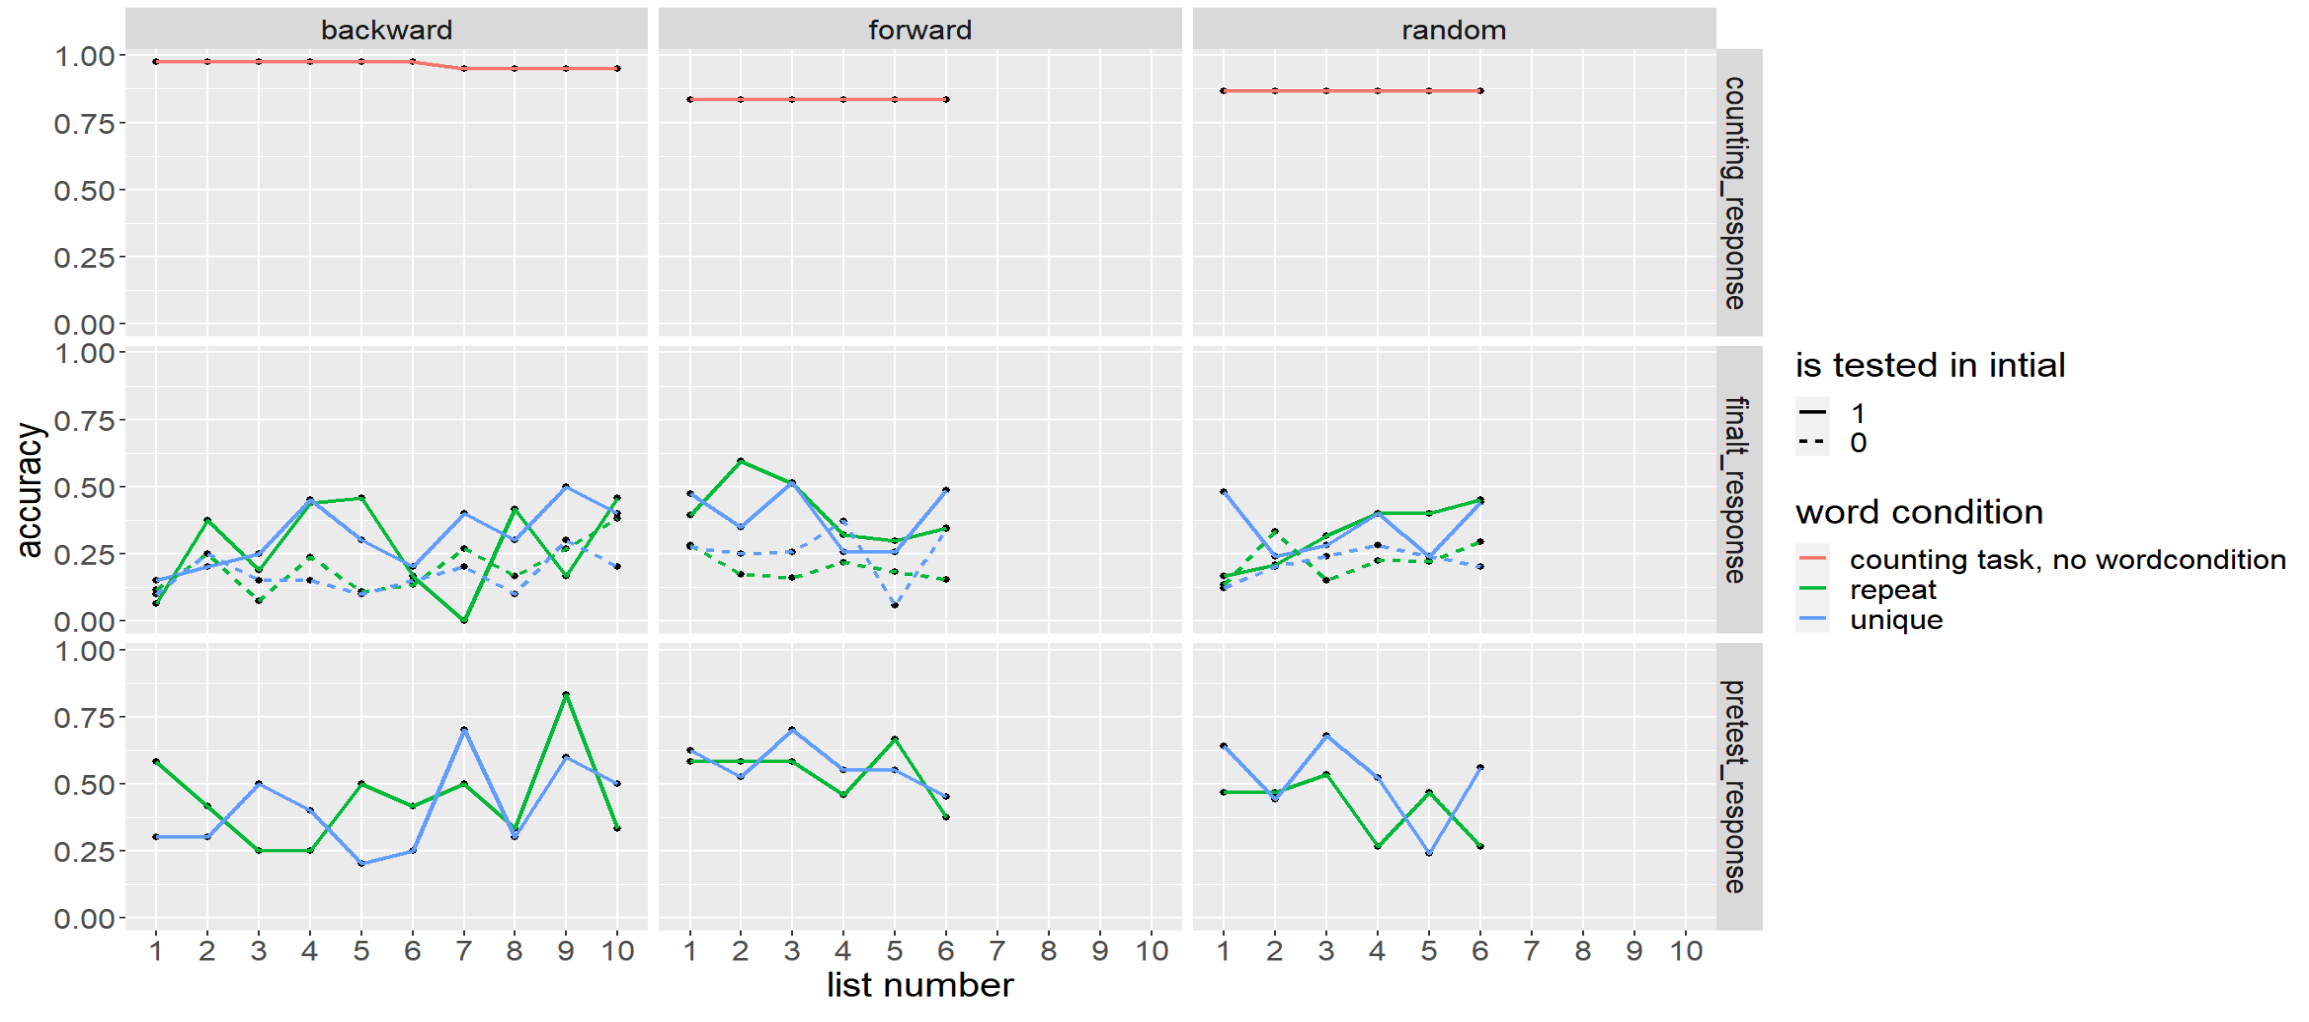 backward forward random
1.00
0.75
0.50
0.25
0.00
counting_response
1.00
0.75
0.50
0.25
0.00
finalt_response
1.00
0.75
0.50
0.25
0.00
pretest_response
accuracy
1 2 3 4 5 6 7 8 9 10 1 2 3 4 5 6 7 8 9 10 1 2 3 4 5 6 7 8 9 10
list number
is tested in intial
1
0
word condition
counting task, no wordcondition
repeat
unique